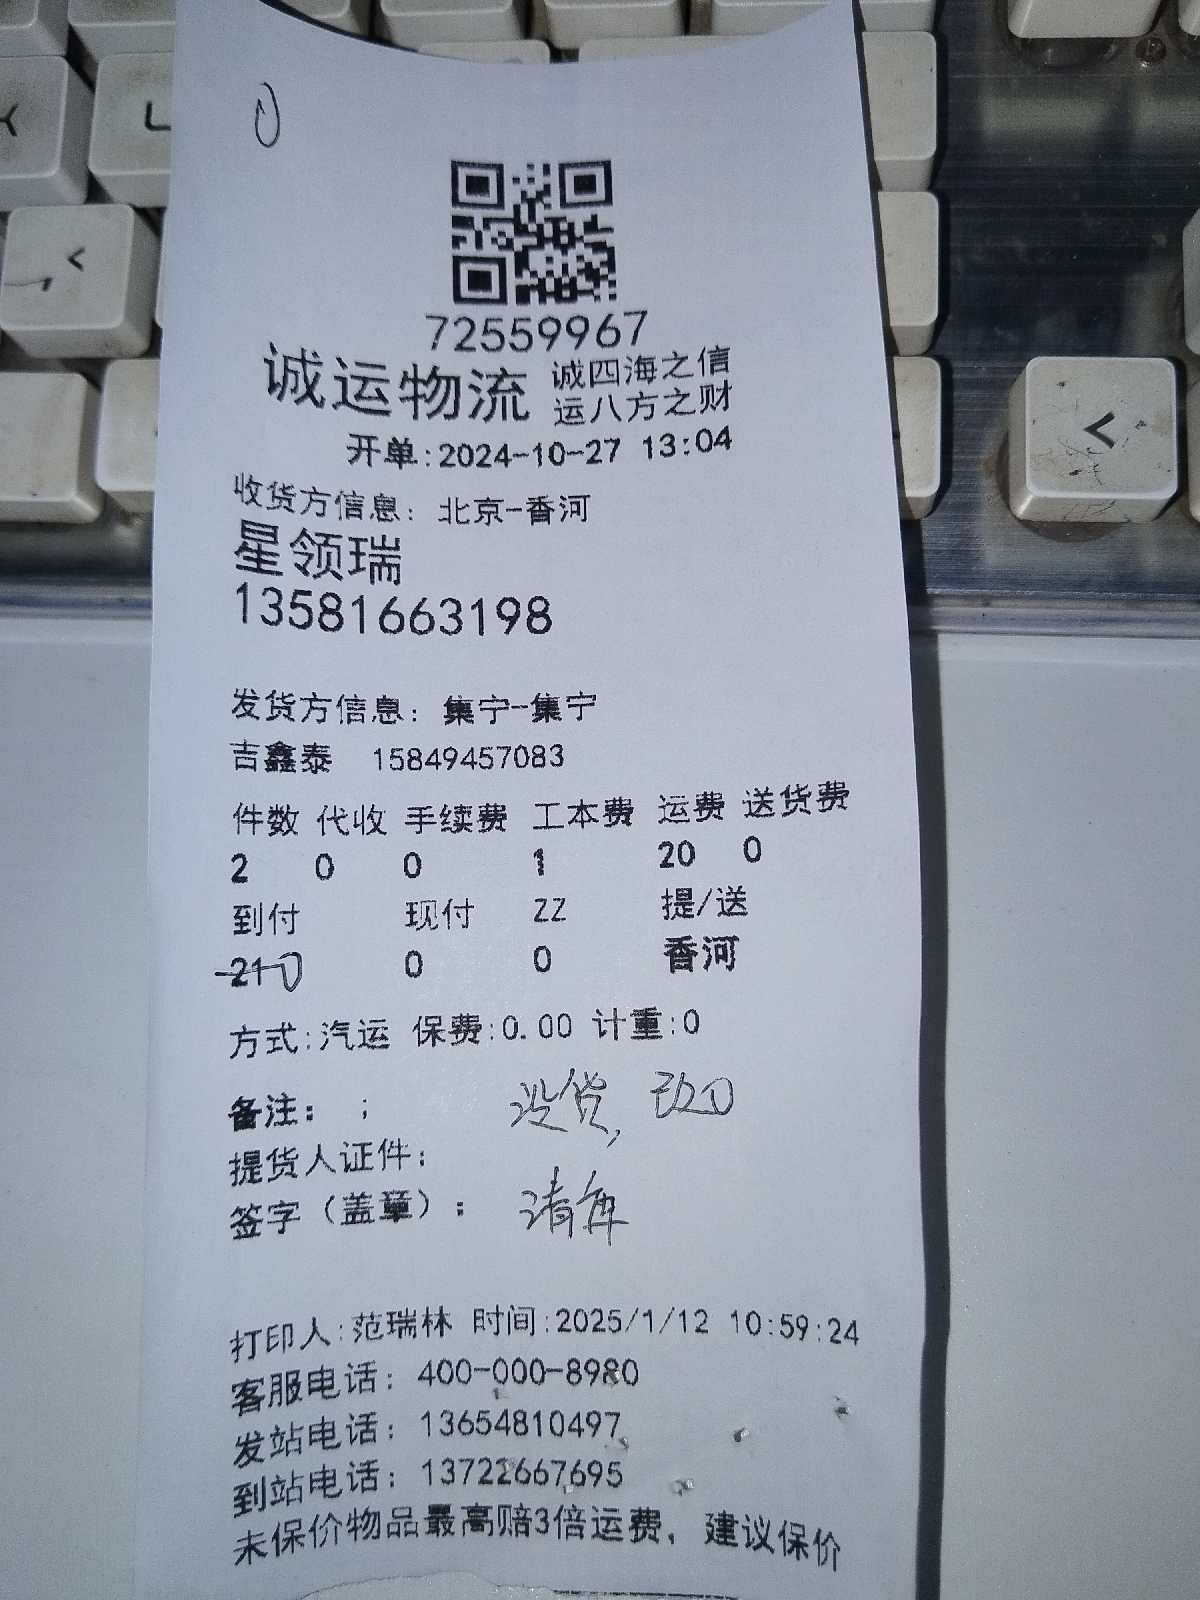 72559967
诚运物流 诚四海之信
运八方之财
开单:2024-10-27 13:04
收货方信息: 北京-香河
星领瑞
13581663198
发货方信息: 集宁-集宁
吉鑫泰 15849457083
件数 代收 手续费 工本费 运费 送货费
2 0 0 1 20 0
到付 现付 ZZ 提/送
21 0 0 0 香河
方式:汽运 保费:0.00 计重:0
备注: ; 没货,
提货人证件:
签字(盖章):
打印人:范瑞林 时间:2025/1/12 10:59:24
客服电话: 400-000-8980
发站电话: 13654810497
到站电话: 13722667695
未保价物品最高赔3倍运费, 建议保价